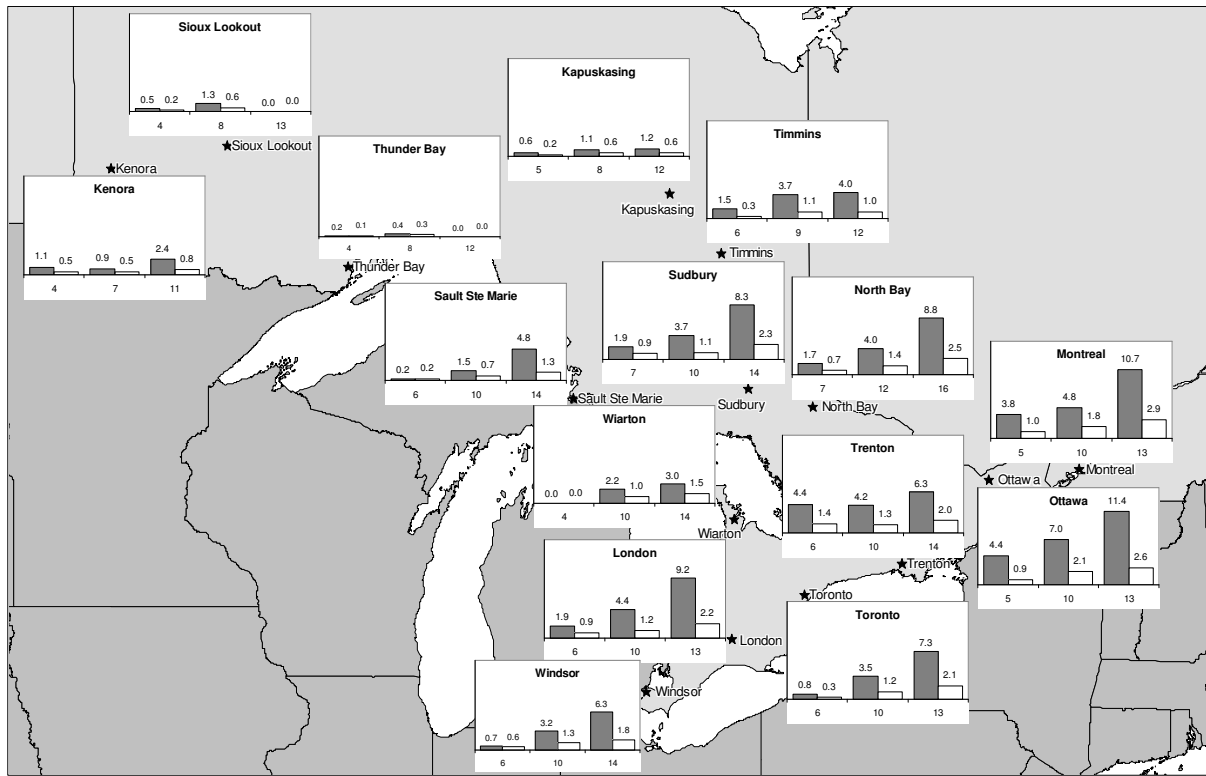 Sioux Lookout
0.5 0.2 1.3 0.6 0.0 0.0
4 8 13
Sioux Lookout
Kenora
Kenora
1.1 0.5 0.9 0.5 2.4 0.8
4 7 11
Thunder Bay
0.2 0.1 0.4 0.3 0.0 0.0
4 8 12
Thunder Bay
Kapuskasing
0.6 0.2 1.1 0.6 1.2 0.6
5 8 12
Kapuskasing
Timmins
1.5 0.3 3.7 1.1 4.0 1.0
6 9 12
Timmins
Sault Ste Marie
0.2 0.2 1.5 0.7 4.8 1.3
6 10 14
Sault Ste Marie
Sudbury
1.9 0.9 3.7 1.1 8.3 2.3
7 10 14
Sudbury
North Bay
1.7 0.7 4.0 1.4 8.8 2.5
7 12 16
North Bay
Montreal
3.8 1.0 4.8 1.8 10.7 2.9
5 10 13
Montreal
Wiarton
0.0 0.0 2.2 1.0 3.0 1.5
4 10 14
Wiarton
Trenton
4.4 1.4 4.2 1.3 6.3 2.0
6 10 14
Trenton
Ottawa
Ottawa
4.4 0.9 7.0 2.1 11.4 2.6
5 10 13
London
1.9 0.9 4.4 1.2 9.2 2.2
6 10 13
London
Toronto
Toronto
0.8 0.3 3.5 1.2 7.3 2.1
6 10 13
Windsor
0.7 0.6 3.2 1.3 6.3 1.8
6 10 14
Windsor